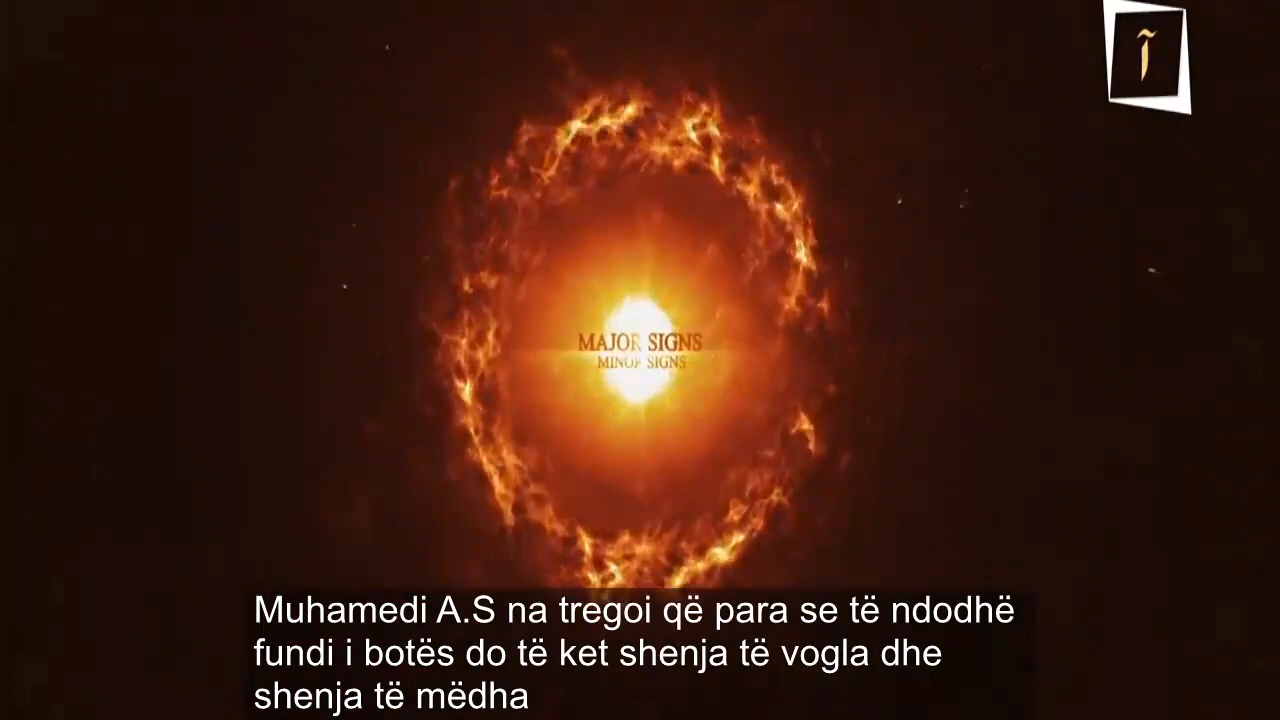 MAJOR SIGNS
MINOR SIGNS
Muhamedi A.S na tregoi që para se të ndodhë
fundi i botës do të ket shenja të vogla dhe
shenja të mëdha